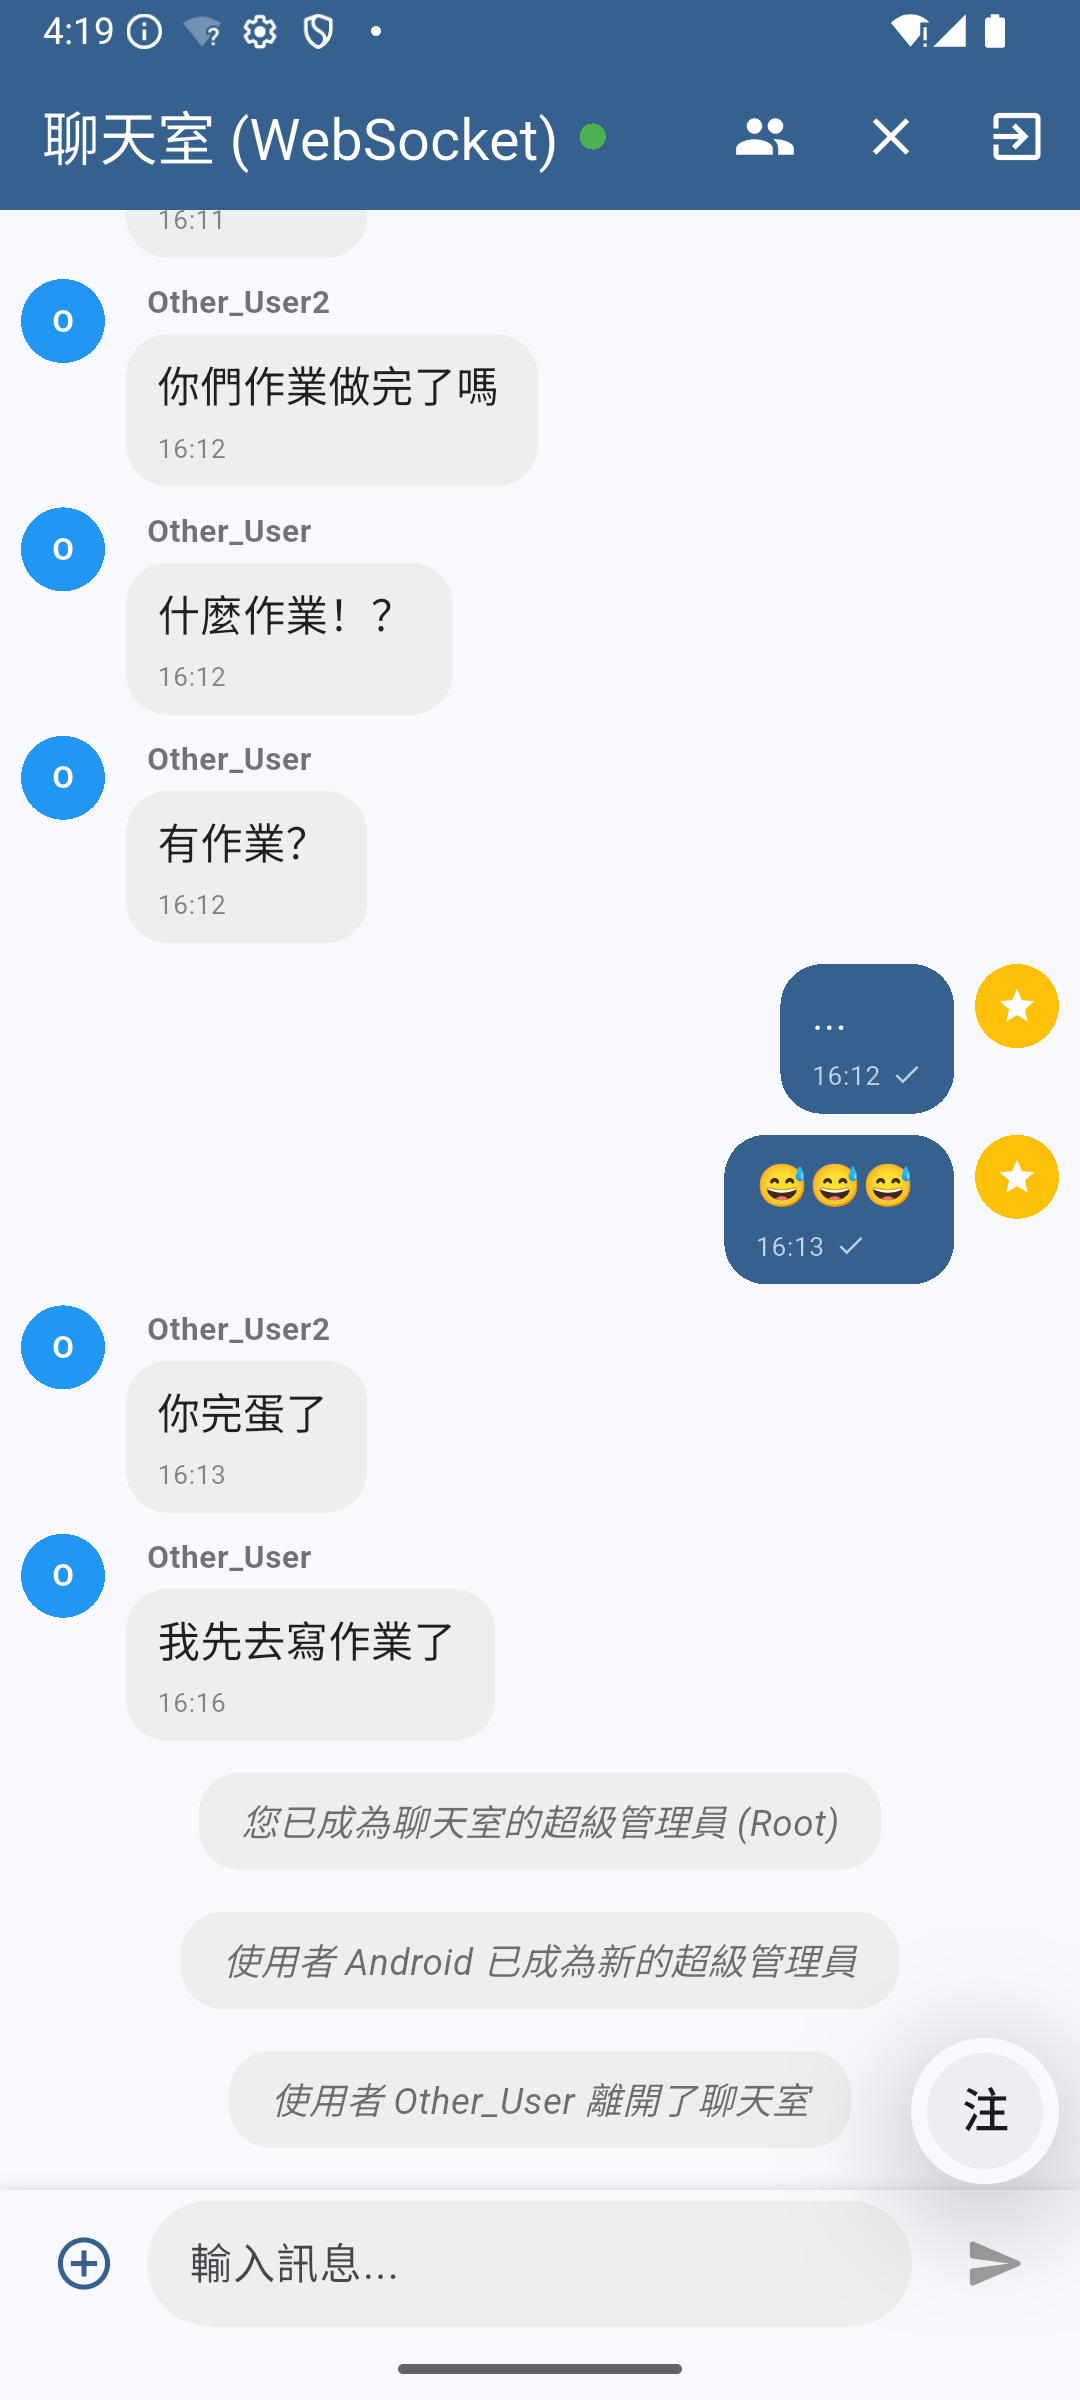 4:19
聊天室 (WebSocket)
16:11
O
Other_User2
你們作業做完了嗎
16:12
O
Other_User
什麼作業！？
16:12
O
Other_User
有作業?
16:12
...
16:12
😅😅😅
16:13
O
Other_User2
你完蛋了
16:13
O
Other_User
我先去寫作業了
16:16
您已成為聊天室的超級管理員 (Root)
使用者 Android 已成為新的超級管理員
使用者 Other_User 離開了聊天室
注
輸入訊息...